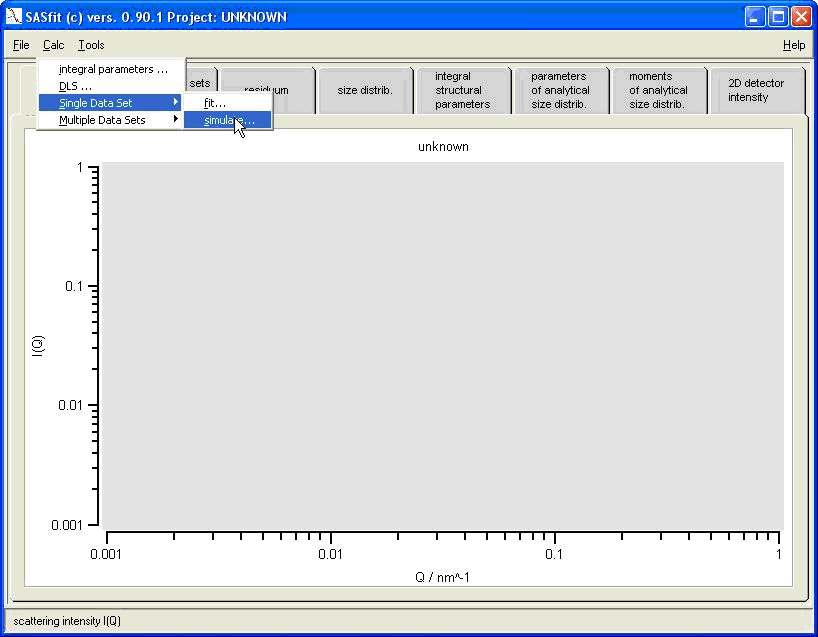 SASfit (c) vers. 0.90.1 Project: UNKNOWN
File Calc Tools Help
integral parameters ...
DLS ...
Single Data Set
Multiple Data Sets
fit...
simulate...
sets
residuum
size distrib.
integral
structural
parameters
parameters
of analytical
size distrib.
moments
of analytical
size distrib.
2D detector
intensity
unknown
1
0.1
0.01
0.001
I(Q)
0.001 0.01 0.1 1
Q / nm^-1
scattering intensity I(Q)